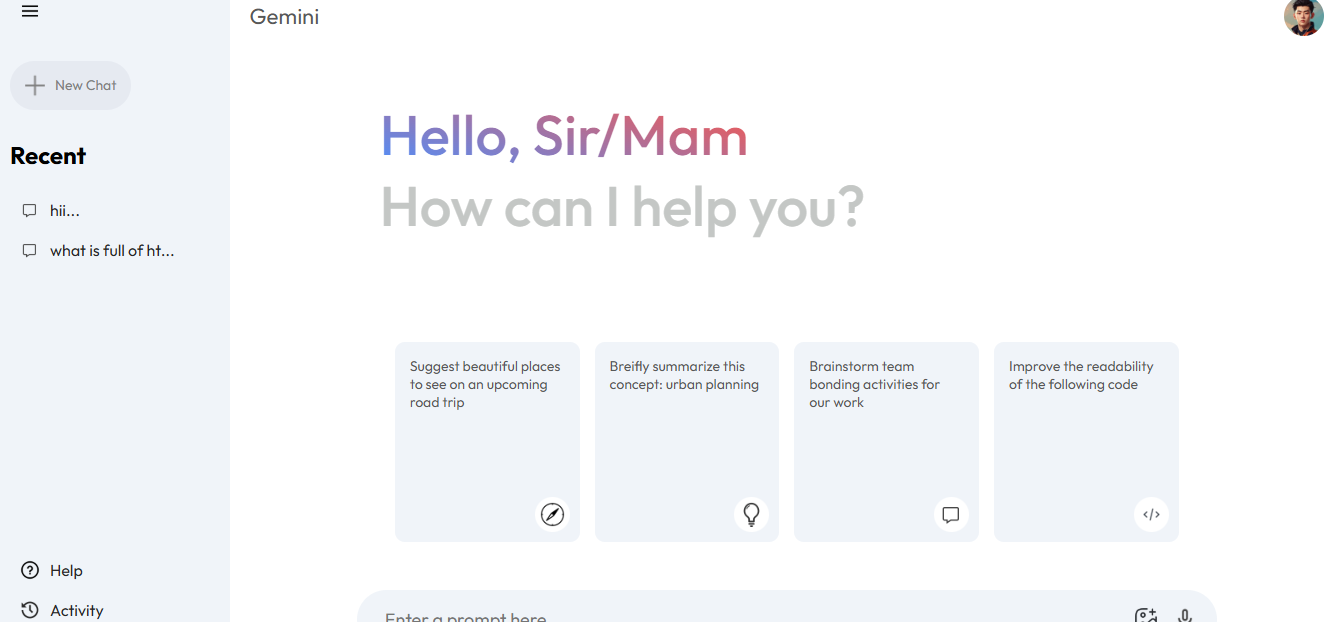 Gemini
New Chat
Recent
hii...
what is full of ht...
Help
Activity
Hello, Sir/Mam
How can I help you?
Suggest beautiful places
to see on an upcoming
road trip
Breifly summarize this
concept: urban planning
Brainstorm team
bonding activities for
our work
Improve the readability
of the following code
</>
Enter a prompt here